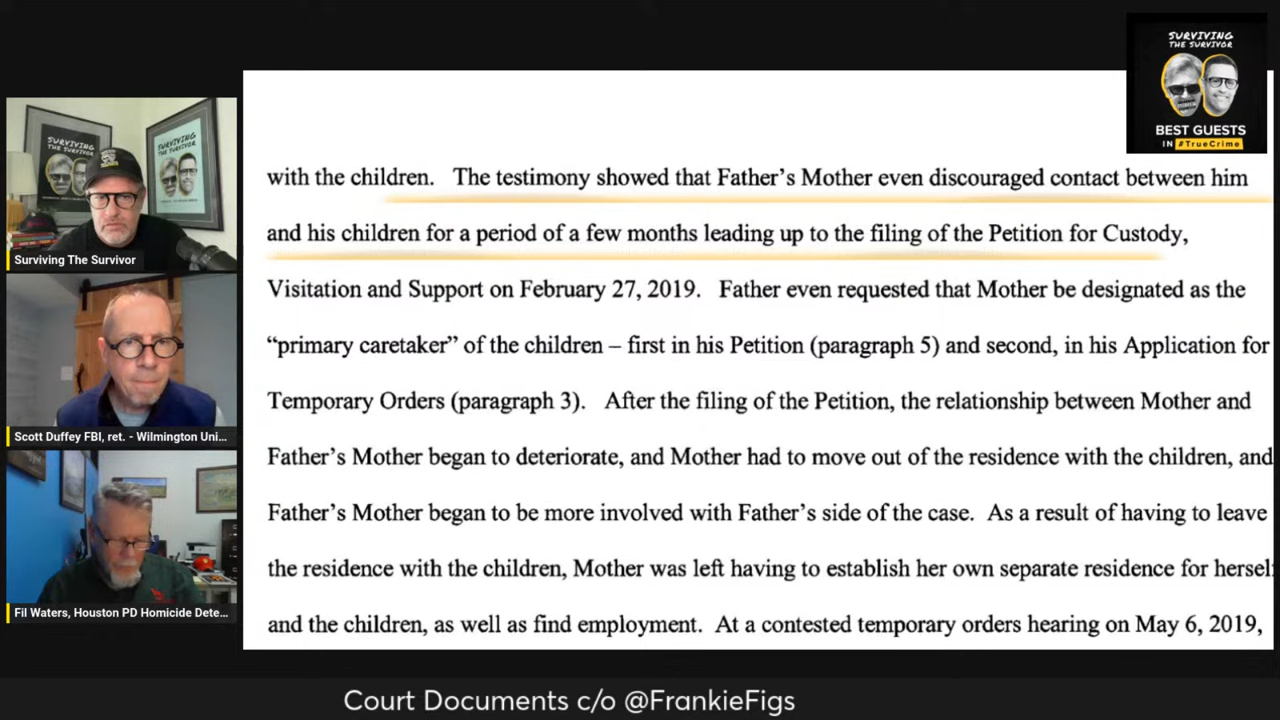 SURVIVING
THE SURVIVOR
BEST GUESTS
IN #TrueCrime
SURVIVING
THE SURVIVOR
Surviving The Survivor
Scott Duffey FBI, ret. - Wilmington Uni...
Fil Waters, Houston PD Homicide Dete...
with the children. The testimony showed that Father's Mother even discouraged contact between him
and his children for a period of a few months leading up to the filing of the Petition for Custody,
Visitation and Support on February 27, 2019. Father even requested that Mother be designated as the
“primary caretaker” of the children – first in his Petition (paragraph 5) and second, in his Application for
Temporary Orders (paragraph 3). After the filing of the Petition, the relationship between Mother and
Father's Mother began to deteriorate, and Mother had to move out of the residence with the children, and
Father's Mother began to be more involved with Father's side of the case. As a result of having to leave
the residence with the children, Mother was left having to establish her own separate residence for hersel
and the children, as well as find employment. At a contested temporary orders hearing on May 6, 2019,
Court Documents c/o @FrankieFigs